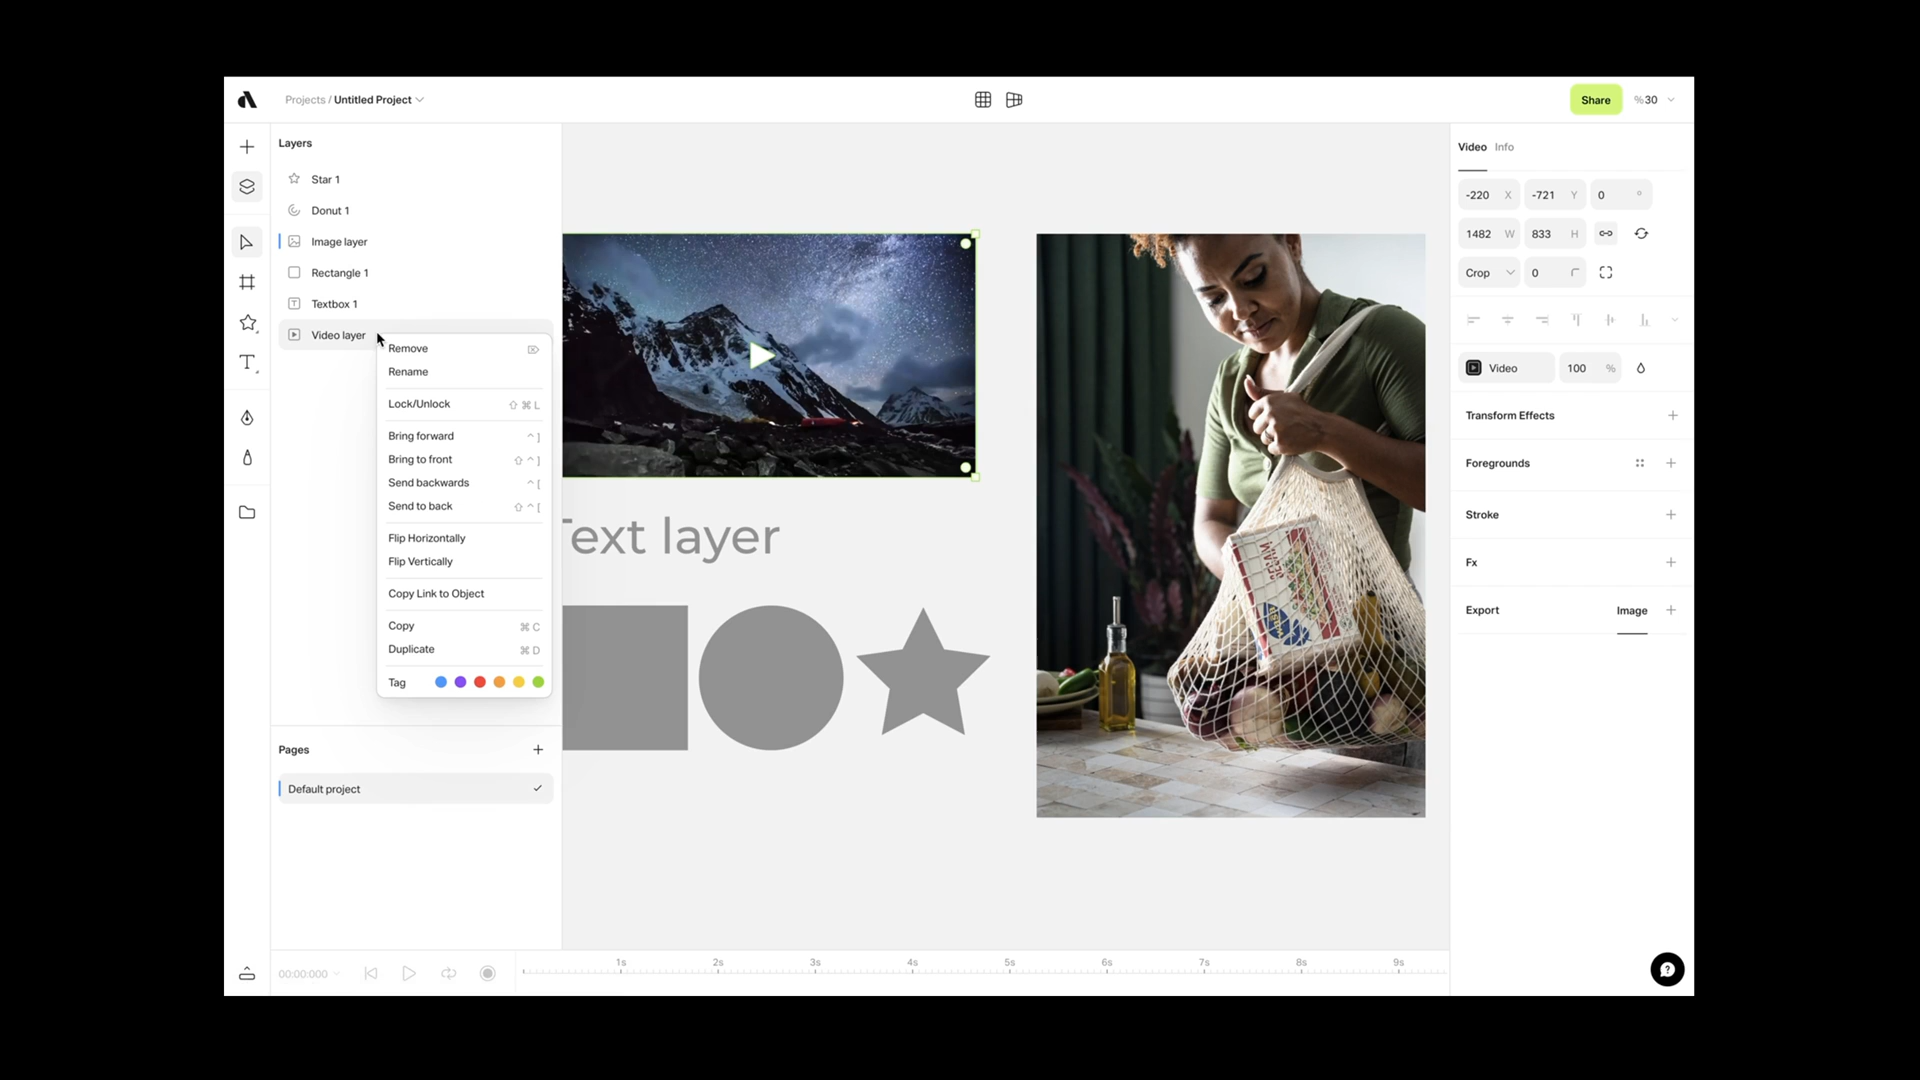 Projects / Untitled Project
Share
%30
Layers
Star 1
Donut 1
Image layer
Rectangle 1
Textbox 1
Video layer
Remove
Rename
Lock/Unlock ⇧ ⌘ L
Bring forward ^ ]
Bring to front ⇧ ^ ]
Send backwards ^ [
Send to back ⇧ ^ [
Flip Horizontally
Flip Vertically
Copy Link to Object
Copy ⌘ C
Duplicate ⌘ D
Tag
Pages
Default project
Text layer
Video Info
-220 X -721 Y 0 °
1482 W 833 H
Crop 0
Video 100 %
Transform Effects
Foregrounds
Stroke
Fx
Export Image
00:00:000
1s 2s 3s 4s 5s 6s 7s 8s 9s